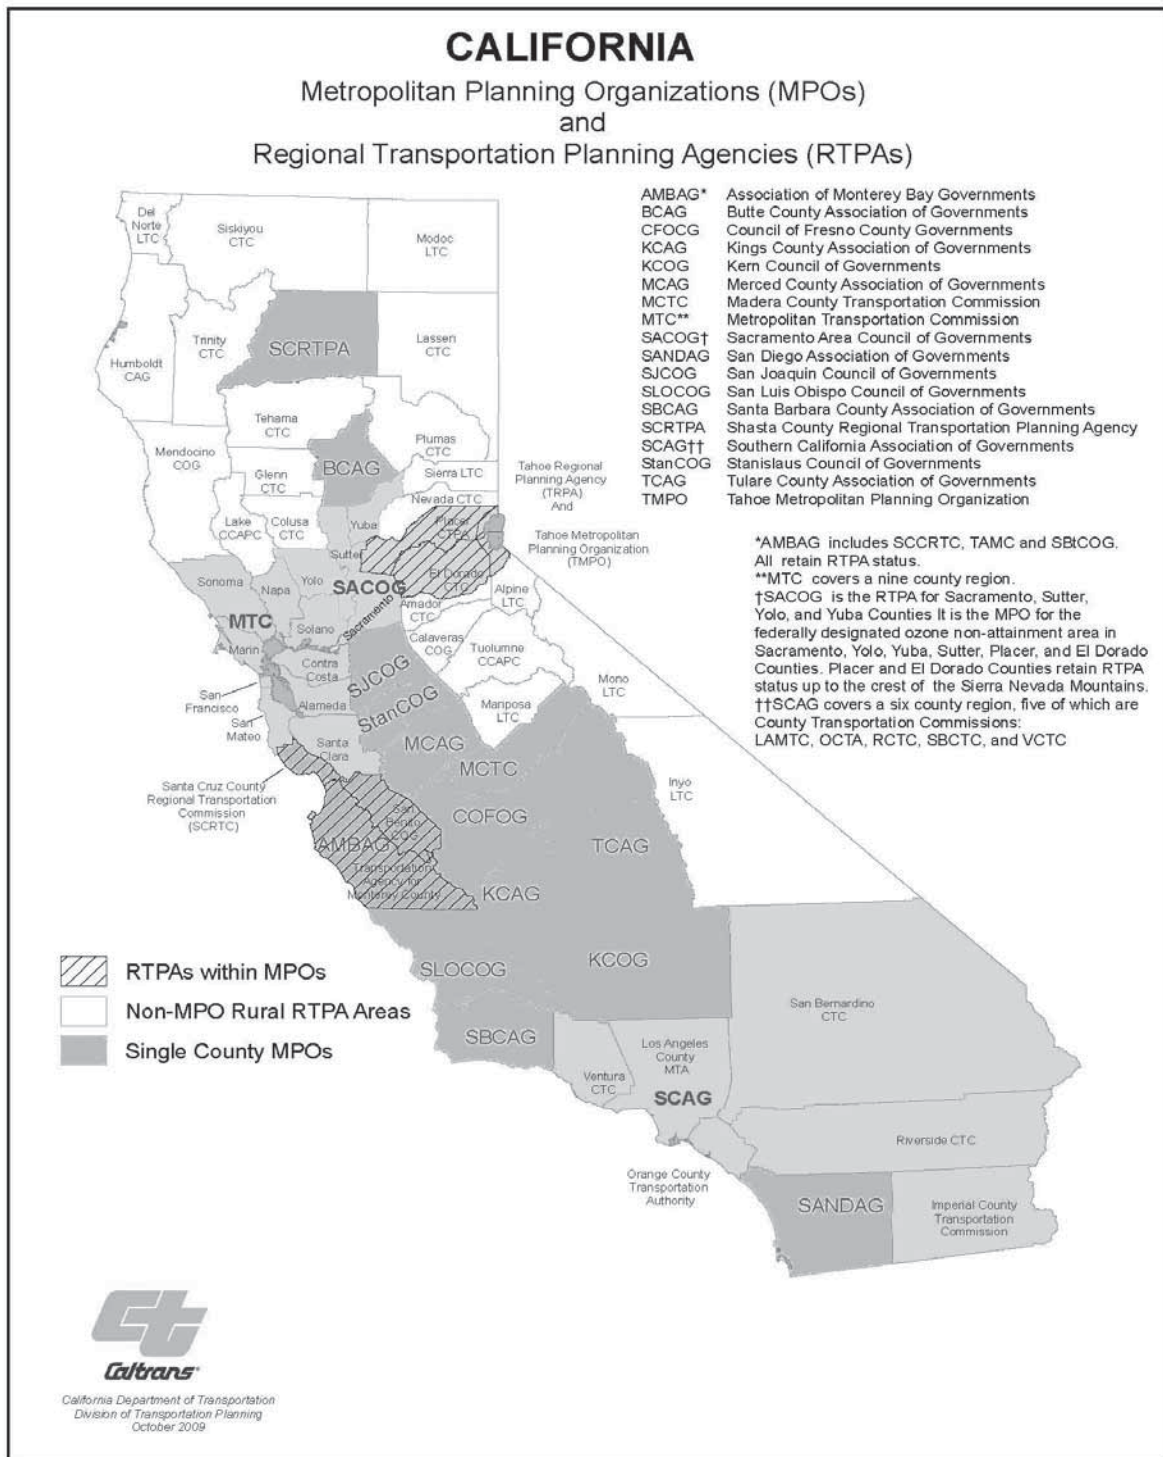 CALIFORNIA
Metropolitan Planning Organizations (MPOs)
and
Regional Transportation Planning Agencies (RTPAs)
AMBAG* Association of Monterey Bay Governments
BCAG Butte County Association of Governments
CFOCG Council of Fresno County Governments
KCAG Kings County Association of Governments
KCOG Kern Council of Governments
MCAG Merced County Association of Governments
MCTC Madera County Transportation Commission
MTC** Metropolitan Transportation Commission
SACOG† Sacramento Area Council of Governments
SANDAG San Diego Association of Governments
SJCOG San Joaquin Council of Governments
SLOCOG San Luis Obispo Council of Governments
SBCAG Santa Barbara County Association of Governments
SCRTPA Shasta County Regional Transportation Planning Agency
SCAG†† Southern California Association of Governments
StanCOG Stanislaus Council of Governments
TCAG Tulare County Association of Governments
TMPO Tahoe Metropolitan Planning Organization
*AMBAG includes SCCRTC, TAMC and SBtCOG.
All retain RTPA status.
**MTC covers a nine county region.
†SACOG is the RTPA for Sacramento, Sutter,
Yolo, and Yuba Counties It is the MPO for the
federally designated ozone non-attainment area in
Sacramento, Yolo, Yuba, Sutter, Placer, and El Dorado
Counties. Placer and El Dorado Counties retain RTPA
status up to the crest of the Sierra Nevada Mountains.
††SCAG covers a six county region, five of which are
County Transportation Commissions:
LAMTC, OCTA, RCTC, SBCTC, and VCTC
Del
Norte
LTC
Siskiyou
CTC
Modoc
LTC
Humboldt
CAG
Trinity
CTC
SCRTPA
Lassen
CTC
Tehama
CTC
Plumas
CTC
Mendocino
COG
Glenn
CTC
BCAG
Sierra LTC
Nevada CTC
Tahoe Regional
Planning Agency
(TRPA)
And
Tahoe Metropolitan
Planning Organization
(TMPO)
Lake
CCAPC
Colusa
CTC
Yuba
Sutter
Placer
CTPA
El Dorado
CTC
Sonoma
Napa
Yolo
SACOG
Sacramento
Amador
CTC
Alpine
LTC
MTC
Solano
Marin
Contra
Costa
Calaveras
COG
Tuolumne
CCAPC
Mono
LTC
SJCOG
StanCOG
San
Francisco
Alameda
San
Mateo
Santa
Clara
Mariposa
LTC
MCAG
MCTC
Inyo
LTC
Santa Cruz County
Regional Transportation
Commission
(SCRTC)
San
Benito
COG
AMBAG
Transportation
Agency for
Monterey County
COFOG
TCAG
KCAG
SLOCOG
KCOG
SBCAG
San Bernardino
CTC
Los Angeles
County
MTA
Ventura
CTC
SCAG
Riverside CTC
Orange County
Transportation
Authority
SANDAG
Imperial County
Transportation
Commission
RTPAs within MPOs
Non-MPO Rural RTPA Areas
Single County MPOs
ct
Caltrans
California Department of Transportation
Division of Transportation Planning
October 2009